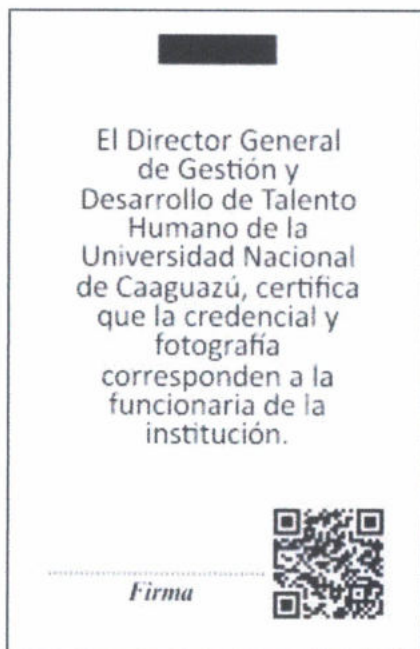 El Director General
de Gestión y
Desarrollo de Talento
Humano de la
Universidad Nacional
de Caaguazú, certifica
que la credencial y
fotografía
corresponden a la
funcionaria de la
institución.
Firma